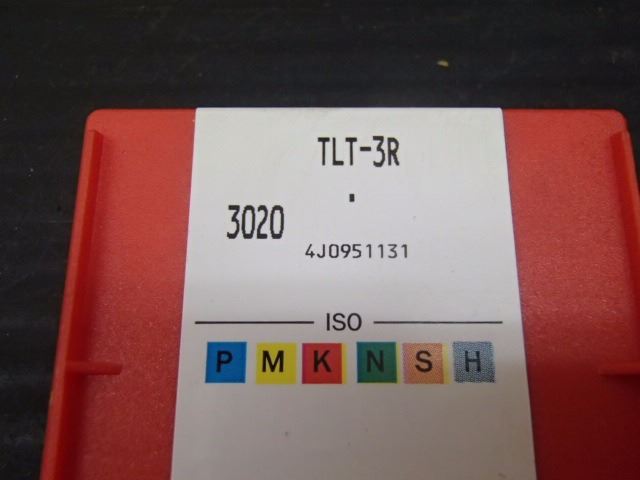 TLT-3R
3020
4J0951131
ISO
P M K N S H